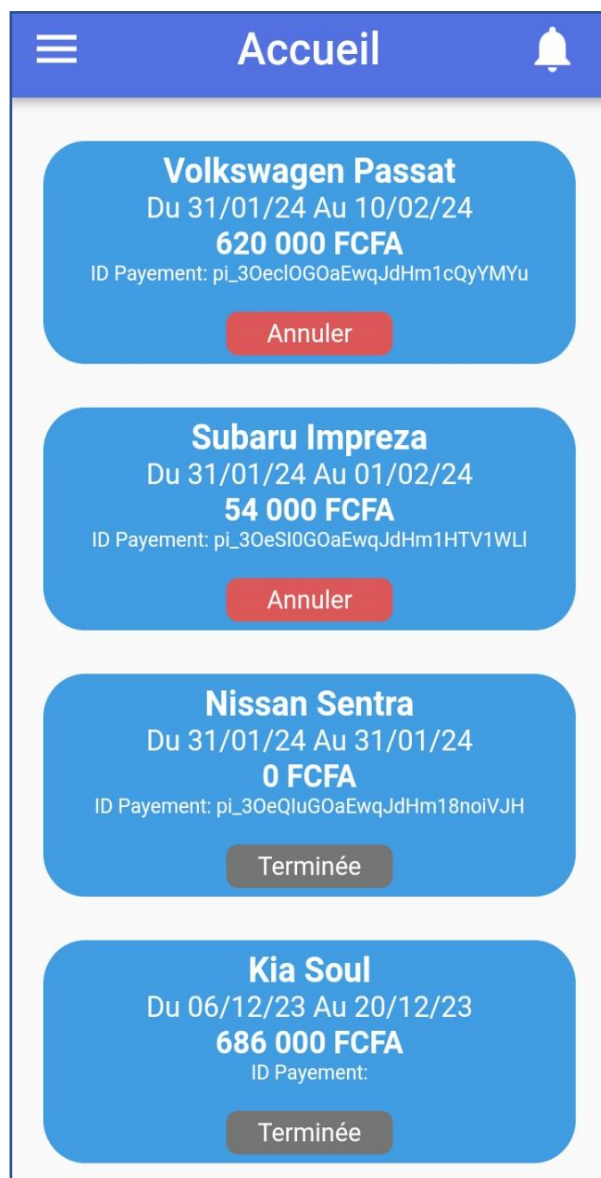 Accueil
Volkswagen Passat
Du 31/01/24 Au 10/02/24
620 000 FCFA
ID Payement: pi_3OeclOGOaEwqJdHm1cQyYMYu
Annuler
Subaru Impreza
Du 31/01/24 Au 01/02/24
54 000 FCFA
ID Payement: pi_3OeSI0GOaEwqJdHm1HTV1WLl
Annuler
Nissan Sentra
Du 31/01/24 Au 31/01/24
0 FCFA
ID Payement: pi_3OeQIuGOaEwqJdHm18noiVJH
Terminée
Kia Soul
Du 06/12/23 Au 20/12/23
686 000 FCFA
ID Payement:
Terminée